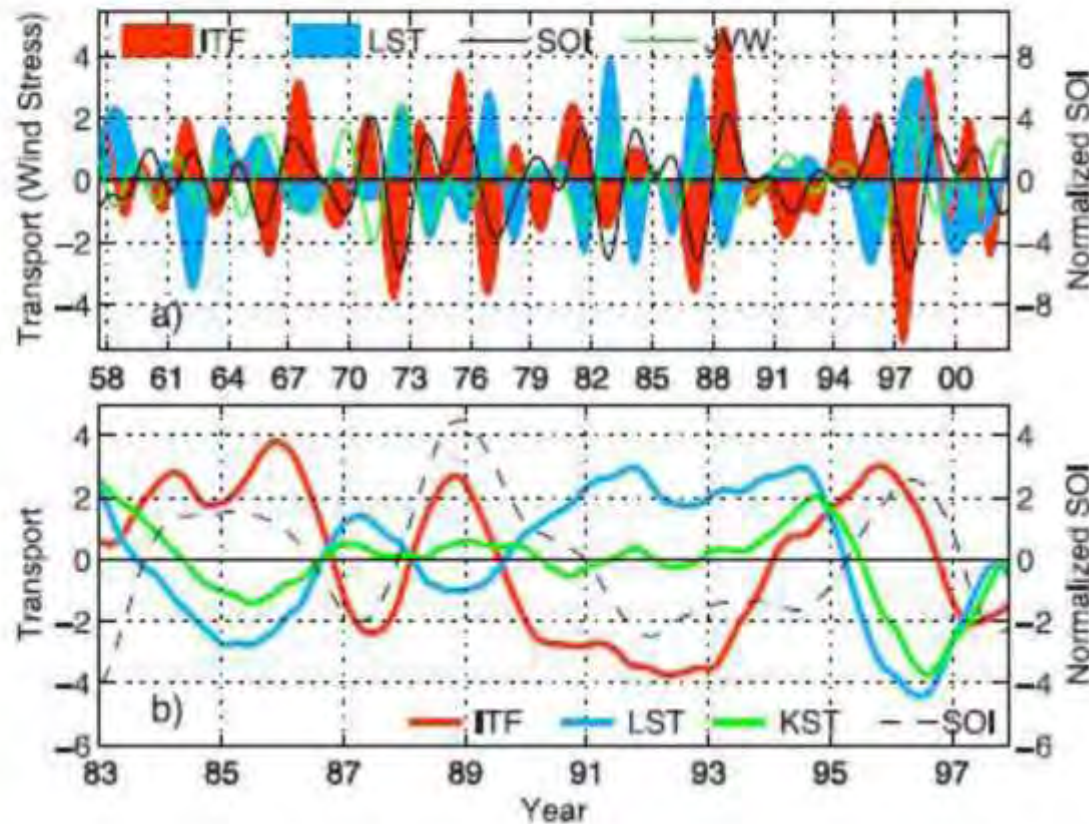 ITF LST SOI JVW
Transport (Wind Stress)
4
2
0
−2
−4
8
4
0
−4
−8
Normalized SOI
a)
58 61 64 67 70 73 76 79 82 85 88 91 94 97 00
Transport
4
2
0
−2
−4
−6
4
2
0
−2
−4
−6
Normalized SOI
b)
ITF LST KST SOI
83 85 87 89 91 93 95 97
Year